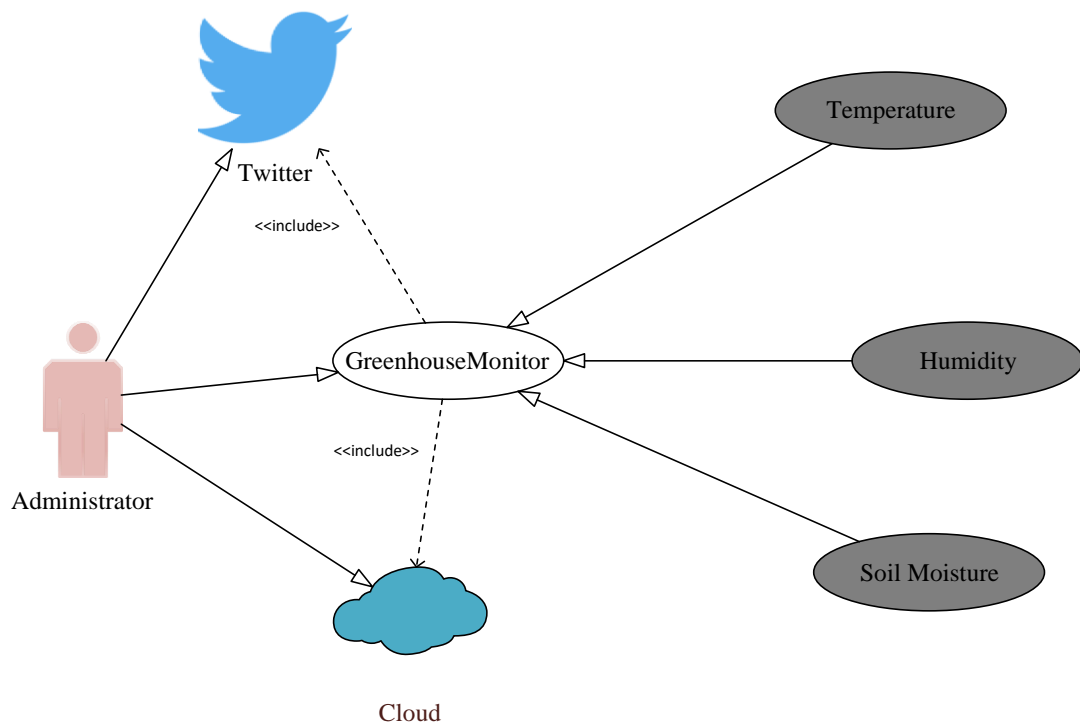 Temperature
Twitter
<<include>>
GreenhouseMonitor
Humidity
<<include>>
Administrator
Soil Moisture
Cloud